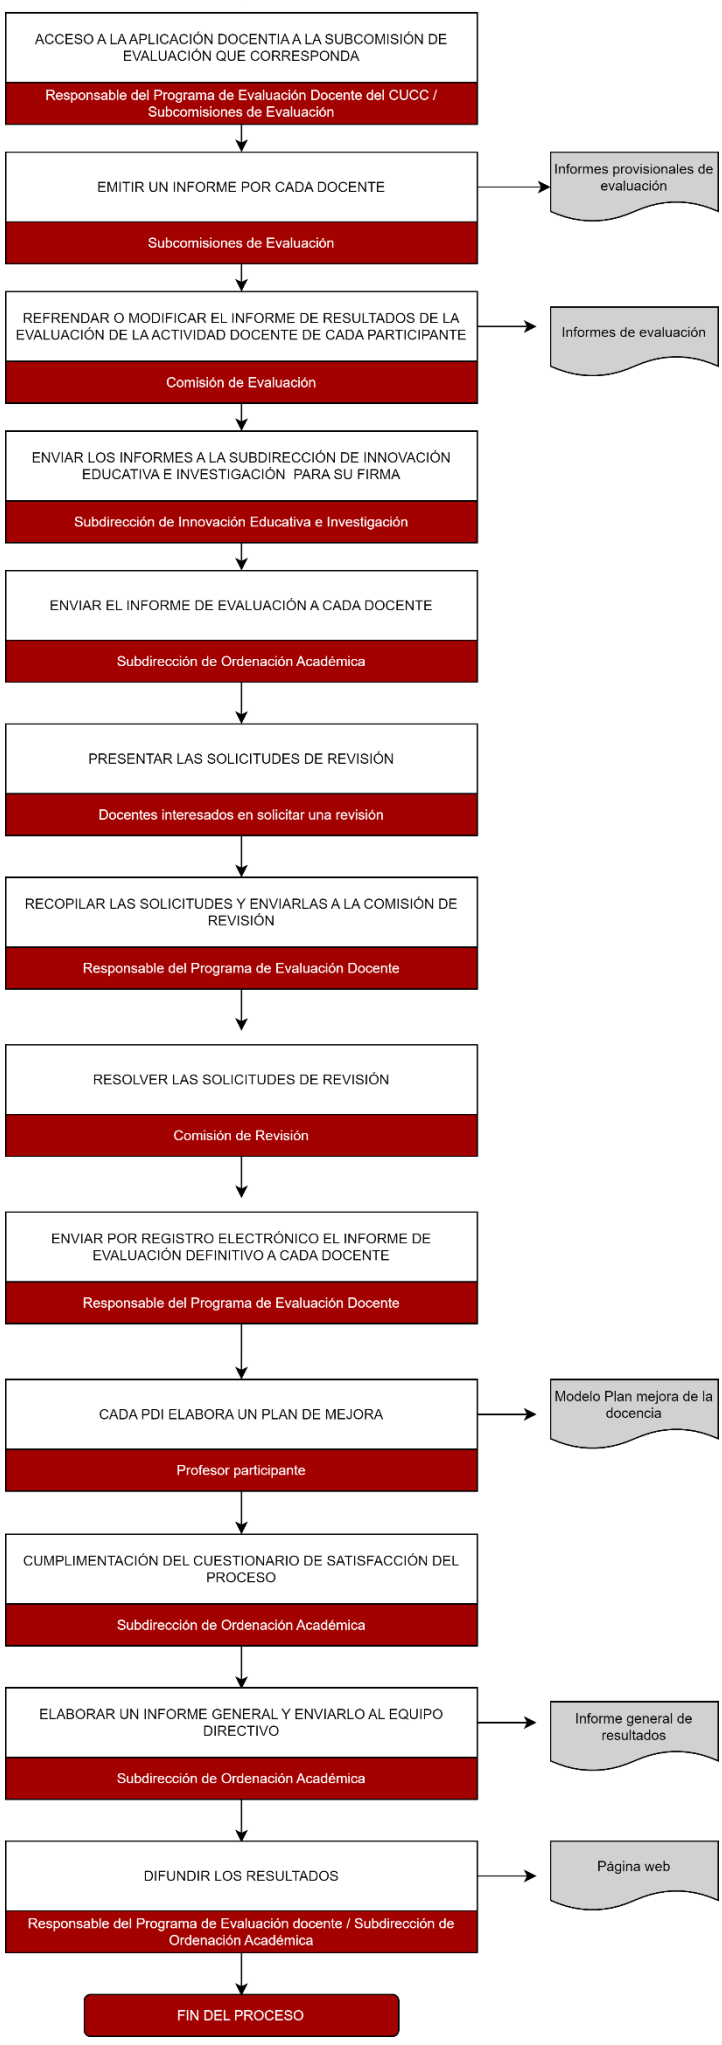 ACCESO A LA APLICACIÓN DOCENTIA A LA SUBCOMISIÓN DE
EVALUACIÓN QUE CORRESPONDA
Responsable del Programa de Evaluación Docente del CUCC /
Subcomisiones de Evaluación
EMITIR UN INFORME POR CADA DOCENTE
Informes provisionales de
evaluación
Subcomisiones de Evaluación
REFRENDAR O MODIFICAR EL INFORME DE RESULTADOS DE LA
EVALUACIÓN DE LA ACTIVIDAD DOCENTE DE CADA PARTICIPANTE
Informes de evaluación
Comisión de Evaluación
ENVIAR LOS INFORMES A LA SUBDIRECCIÓN DE INNOVACIÓN
EDUCATIVA E INVESTIGACIÓN PARA SU FIRMA
Subdirección de Innovación Educativa e Investigación
ENVIAR EL INFORME DE EVALUACIÓN A CADA DOCENTE
Subdirección de Ordenación Académica
PRESENTAR LAS SOLICITUDES DE REVISIÓN
Docentes interesados en solicitar una revisión
RECOPILAR LAS SOLICITUDES Y ENVIARLAS A LA COMISIÓN DE
REVISIÓN
Responsable del Programa de Evaluación Docente
RESOLVER LAS SOLICITUDES DE REVISIÓN
Comisión de Revisión
ENVIAR POR REGISTRO ELECTRÓNICO EL INFORME DE
EVALUACIÓN DEFINITIVO A CADA DOCENTE
Responsable del Programa de Evaluación Docente
CADA PDI ELABORA UN PLAN DE MEJORA
Modelo Plan mejora de la
docencia
Profesor participante
CUMPLIMENTACIÓN DEL CUESTIONARIO DE SATISFACCIÓN DEL
PROCESO
Subdirección de Ordenación Académica
ELABORAR UN INFORME GENERAL Y ENVIARLO AL EQUIPO
DIRECTIVO
Informe general de
resultados
Subdirección de Ordenación Académica
DIFUNDIR LOS RESULTADOS
Página web
Responsable del Programa de Evaluación docente / Subdirección de
Ordenación Académica
FIN DEL PROCESO